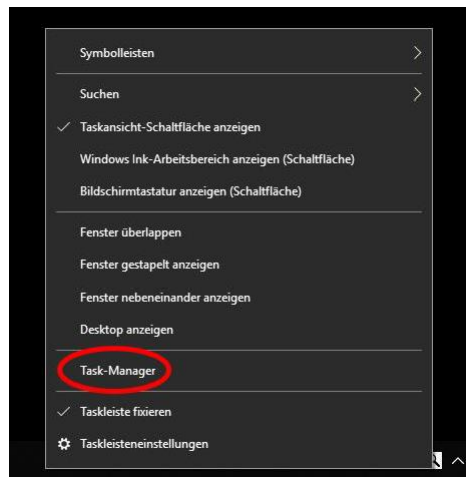 Symbolleisten
Suchen
Taskansicht-Schaltfläche anzeigen
Windows Ink-Arbeitsbereich anzeigen (Schaltfläche)
Bildschirmtastatur anzeigen (Schaltfläche)
Fenster überlappen
Fenster gestapelt anzeigen
Fenster nebeneinander anzeigen
Desktop anzeigen
Task-Manager
Taskleiste fixieren
Taskleisteneinstellungen